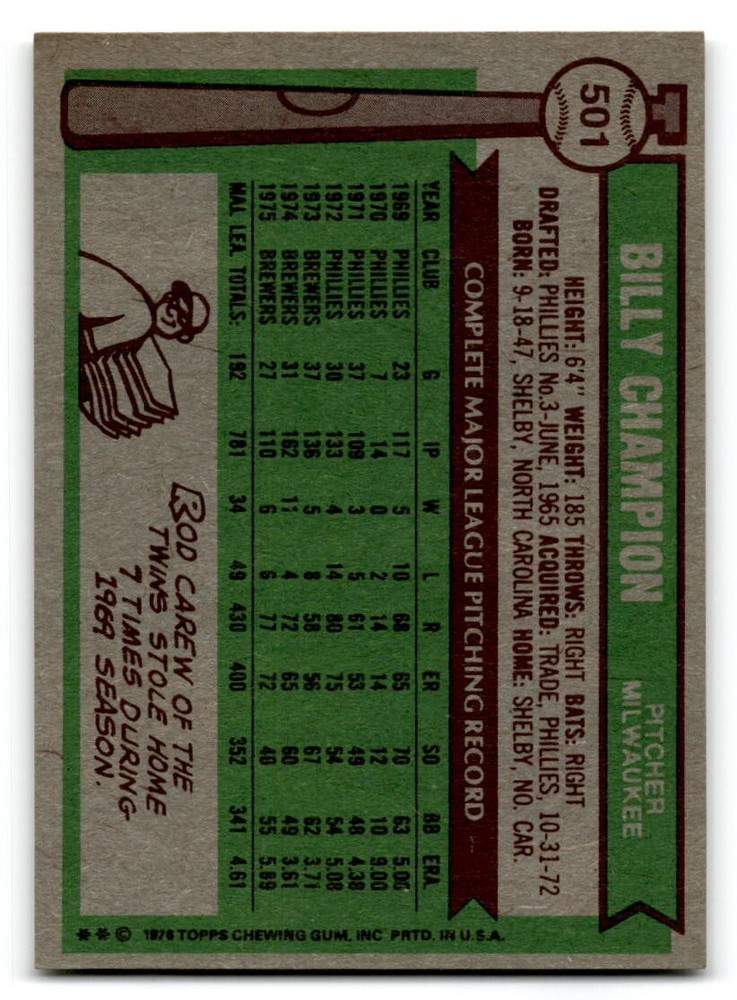 501
BILLY CHAMPION
PITCHER
MILWAUKEE
HEIGHT: 6'4" WEIGHT: 185 THROWS: RIGHT BATS: RIGHT
DRAFTED: PHILLIES No.3-JUNE, 1965 ACQUIRED: TRADE, PHILLIES, 10-31-72
BORN: 9-18-47, SHELBY, NORTH CAROLINA HOME: SHELBY, NO. CAR.
COMPLETE MAJOR LEAGUE PITCHING RECORD
YEAR CLUB G IP W L R ER SO BB ERA
1969 PHILLIES 23 117 5 10 68 65 70 63 5.00
1970 PHILLIES 7 14 0 2 14 14 12 10 9.00
1971 PHILLIES 37 109 3 5 61 53 49 48 4.38
1972 PHILLIES 30 133 4 14 80 75 54 54 5.08
1973 BREWERS 37 136 5 8 58 56 67 62 3.71
1974 BREWERS 31 162 11 4 72 65 60 49 3.61
1975 BREWERS 27 110 6 6 77 72 40 55 5.89
MAJ. LEA. TOTALS: 192 781 34 49 430 400 352 341 4.61
ROD CAREW OF THE
TWINS STOLE HOME
7 TIMES DURING
1969 SEASON.
** © 1976 TOPPS CHEWING GUM, INC PRTD. IN U.S.A.